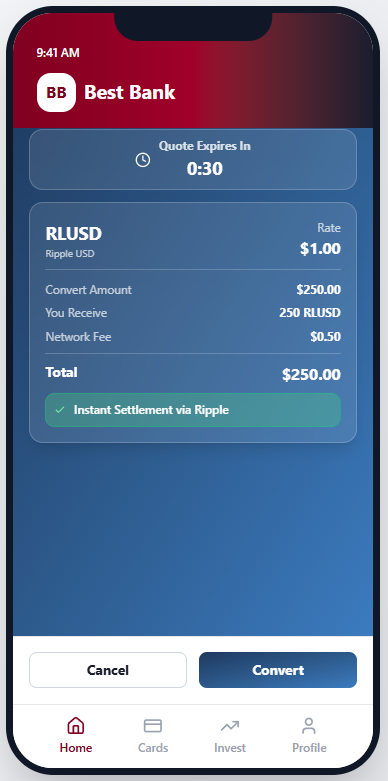 9:41 AM
BB Best Bank
Quote Expires In
0:30
RLUSD
Ripple USD
Rate
$1.00
Convert Amount $250.00
You Receive 250 RLUSD
Network Fee $0.50
Total $250.00
Instant Settlement via Ripple
Cancel Convert
Home Cards Invest Profile